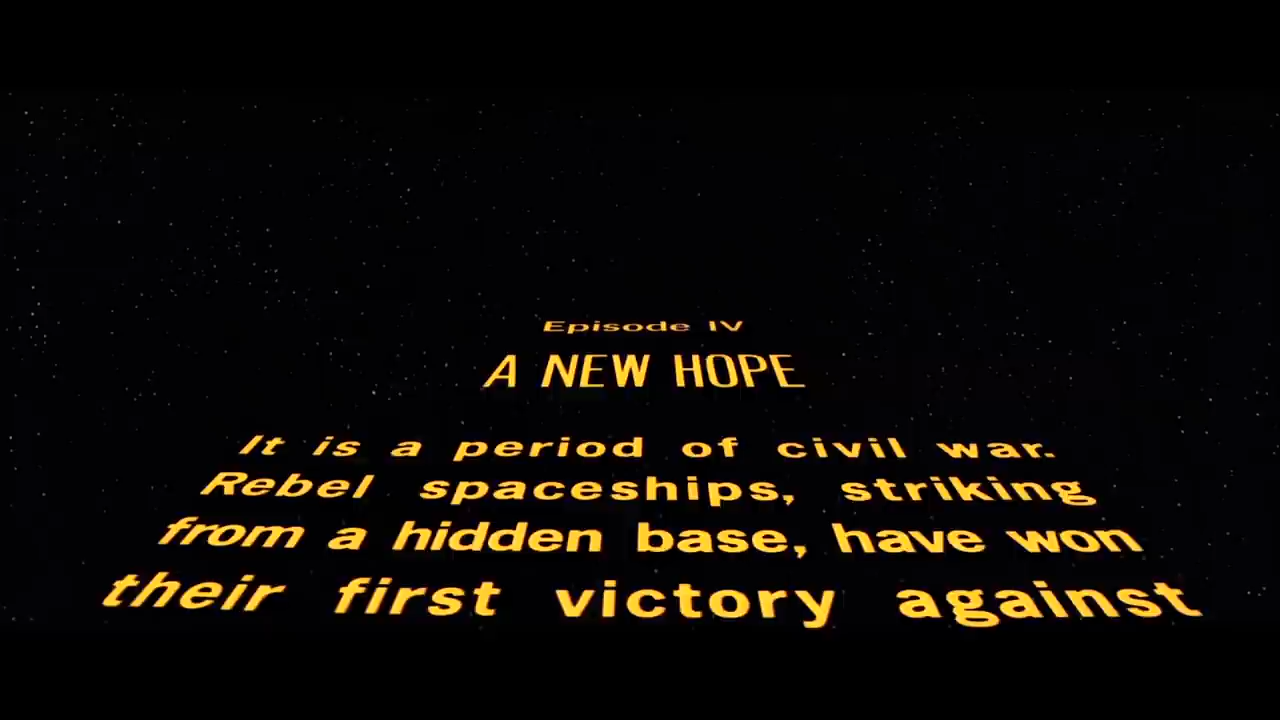 Episode IV
A NEW HOPE
It is a period of civil war.
Rebel spaceships, striking
from a hidden base, have won
their first victory against